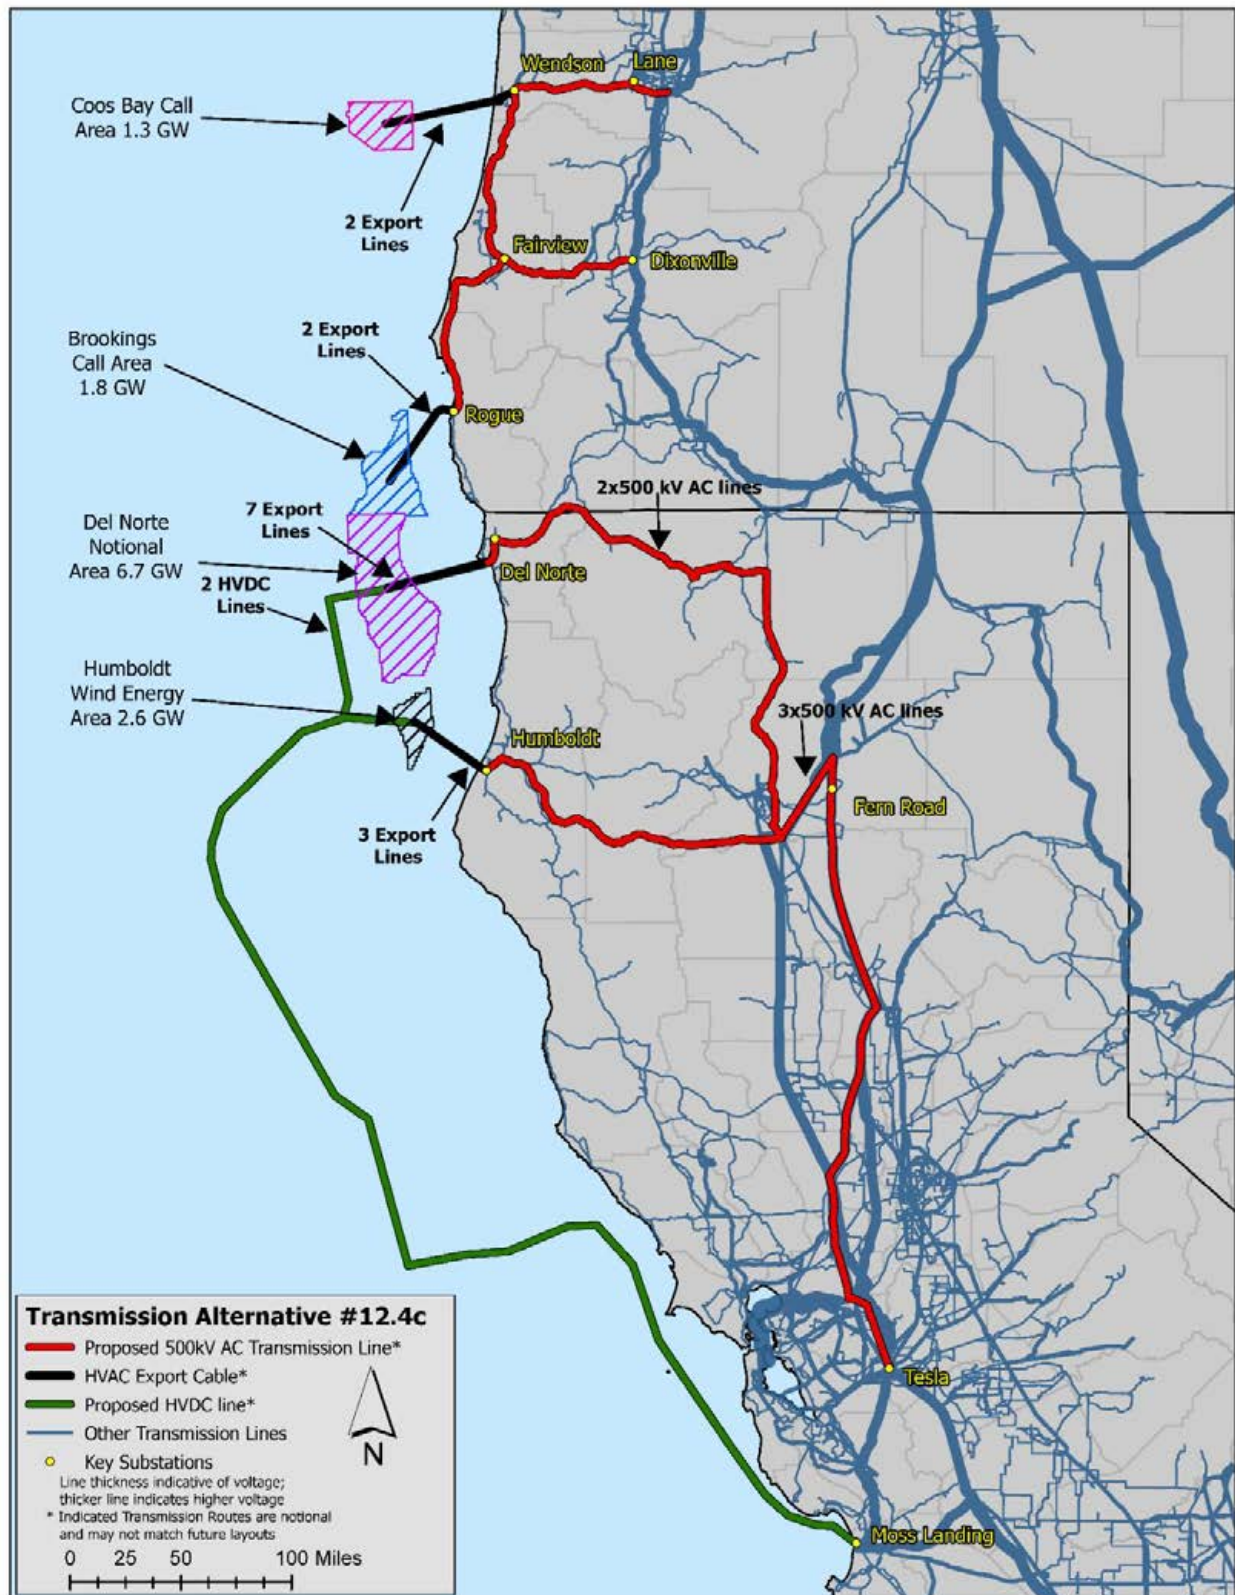 Wendson
Lane
Coos Bay Call
Area 1.3 GW
2 Export
Lines
Fairview
Dixonville
2 Export
Lines
Brookings
Call Area
1.8 GW
Rogue
2x500 kV AC lines
7 Export
Lines
Del Norte
Notional
Area 6.7 GW
2 HVDC
Lines
Del Norte
Humboldt
Wind Energy
Area 2.6 GW
3x500 kV AC lines
Humboldt
Fern Road
3 Export
Lines
Transmission Alternative #12.4c
Proposed 500kV AC Transmission Line*
HVAC Export Cable*
Proposed HVDC line*
Other Transmission Lines
Key Substations
Line thickness indicative of voltage;
thicker line indicates higher voltage
* Indicated Transmission Routes are notional
and may not match future layouts
N
0 25 50 100 Miles
Tesla
Moss Landing